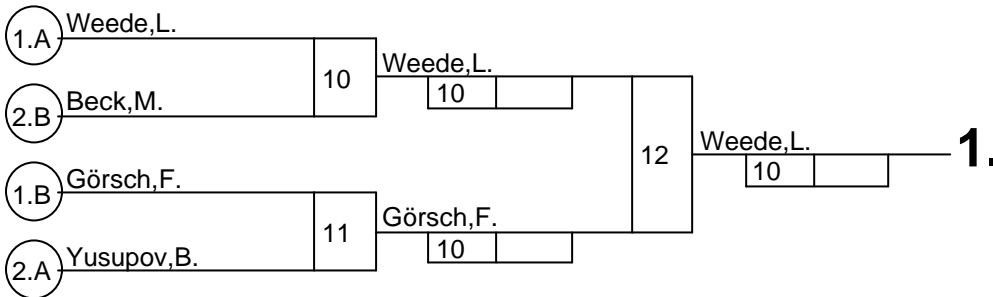 1.A Weede,L.
10 Weede,L.
10
2.B Beck,M.
12 Weede,L. 1.
10
1.B Görsch,F.
11 Görsch,F.
10
2.A Yusupov,B.